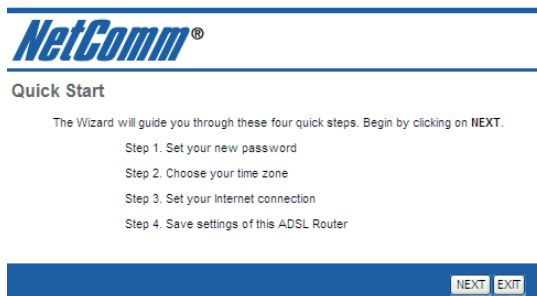 NetComm®
Quick Start
The Wizard will guide you through these four quick steps. Begin by clicking on NEXT.
Step 1. Set your new password
Step 2. Choose your time zone
Step 3. Set your Internet connection
Step 4. Save settings of this ADSL Router
NEXT EXIT